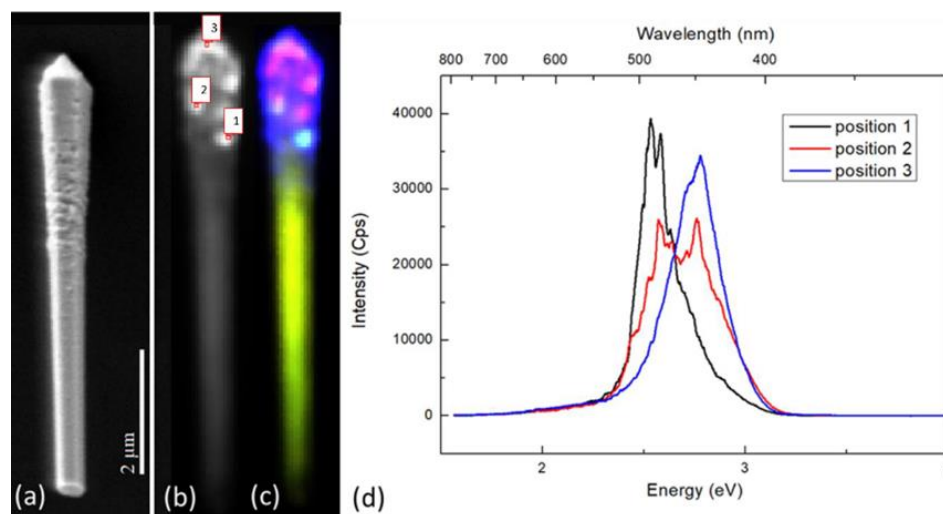 (a)
2 μm
(b)
3
2
1
(c)
(d)
Wavelength (nm)
800 700 600 500 400
Intensity (Cps)
40000
30000
20000
10000
0
position 1
position 2
position 3
2 3
Energy (eV)